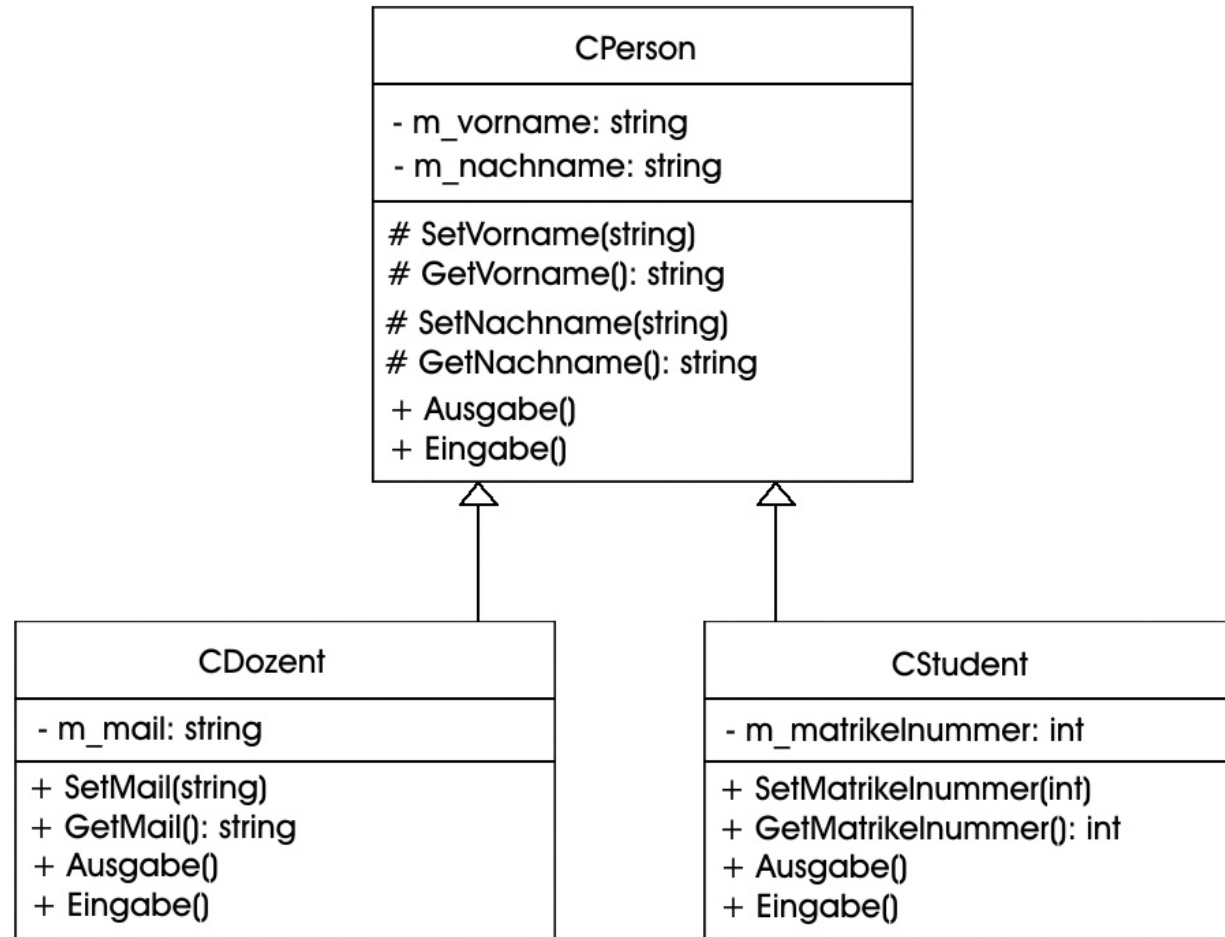 CPerson
- m_vorname: string
- m_nachname: string
# SetVorname(string)
# GetVorname(): string
# SetNachname(string)
# GetNachname(): string
+ Ausgabe()
+ Eingabe()
CDozent
- m_mail: string
+ SetMail(string)
+ GetMail(): string
+ Ausgabe()
+ Eingabe()
CStudent
- m_matrikelnummer: int
+ SetMatrikelnummer(int)
+ GetMatrikelnummer(): int
+ Ausgabe()
+ Eingabe()